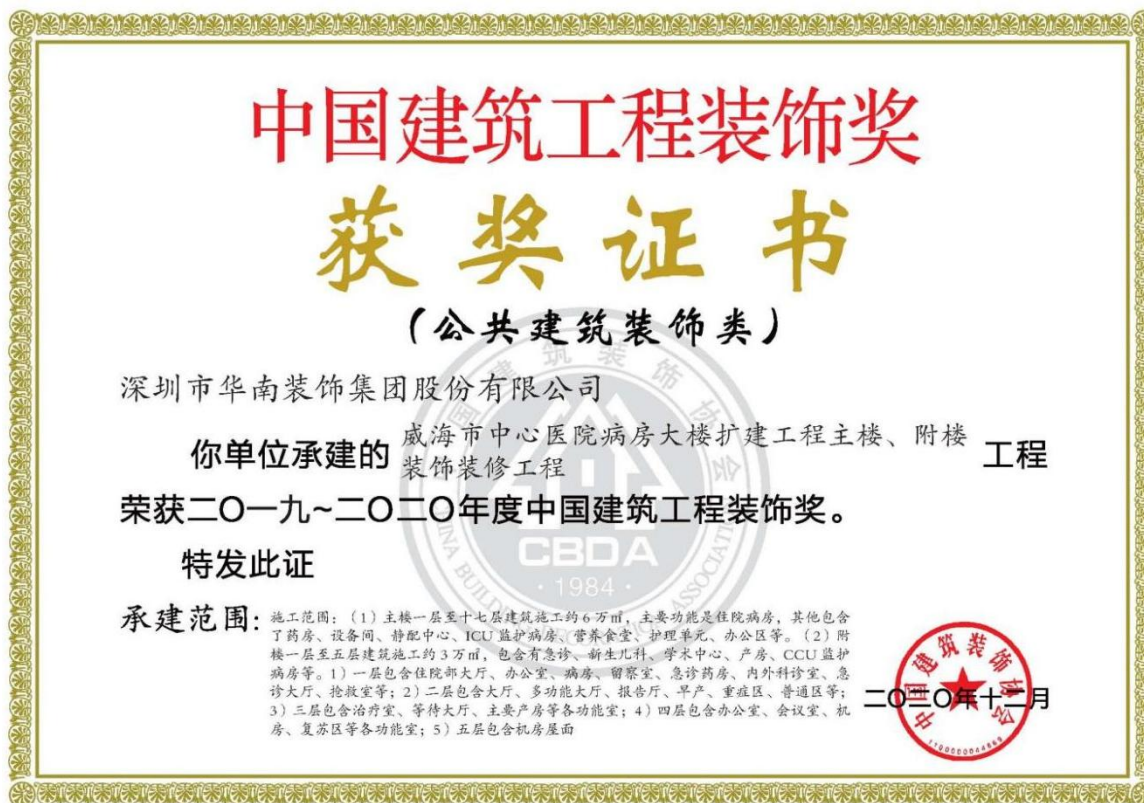 中国建筑工程装饰奖
获奖证书
(公共建筑装饰类)
深圳市华南装饰集团股份有限公司
你单位承建的 威海市中心医院病房大楼扩建工程主楼、附楼 工程
装饰装修工程
荣获二〇一九~二〇二〇年度中国建筑工程装饰奖。
特发此证
承建范围: 施工范围:(1)主楼一层至十七层建筑施工约6万㎡,主要功能是住院病房,其他包含
了药房、设备间、静配中心、ICU监护病房、营养食堂、护理单元、办公区等。(2)附
楼一层至五层建筑施工约3万㎡,包含有急诊、新生儿科、学术中心、产房、CCU监护
病房等。1)一层包含住院部大厅、办公室、病房、留察室、急诊药房、内外科诊室、急
诊大厅、抢救室等;2)二层包含大厅、多功能大厅、报告厅、早产、重症区、普通区等;
3)三层包含治疗室、等待大厅、主要产房等各功能室;4)四层包含办公室、会议室、机
房、复苏区等各功能室;5)五层包含机房屋面
二〇二〇年十二月
中国建筑装饰协会
中国建筑装饰协会
CBDA
·1984·